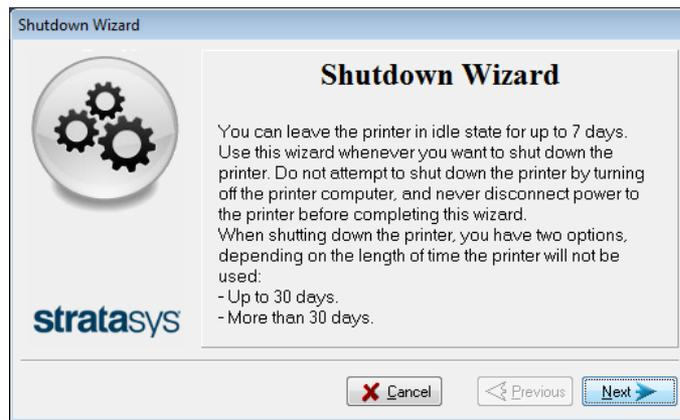 Shutdown Wizard
Shutdown Wizard
You can leave the printer in idle state for up to 7 days.
Use this wizard whenever you want to shut down the
printer. Do not attempt to shut down the printer by turning
off the printer computer, and never disconnect power to
the printer before completing this wizard.
When shutting down the printer, you have two options,
depending on the length of time the printer will not be
used:
- Up to 30 days.
- More than 30 days.
stratasys
Cancel
Previous
Next